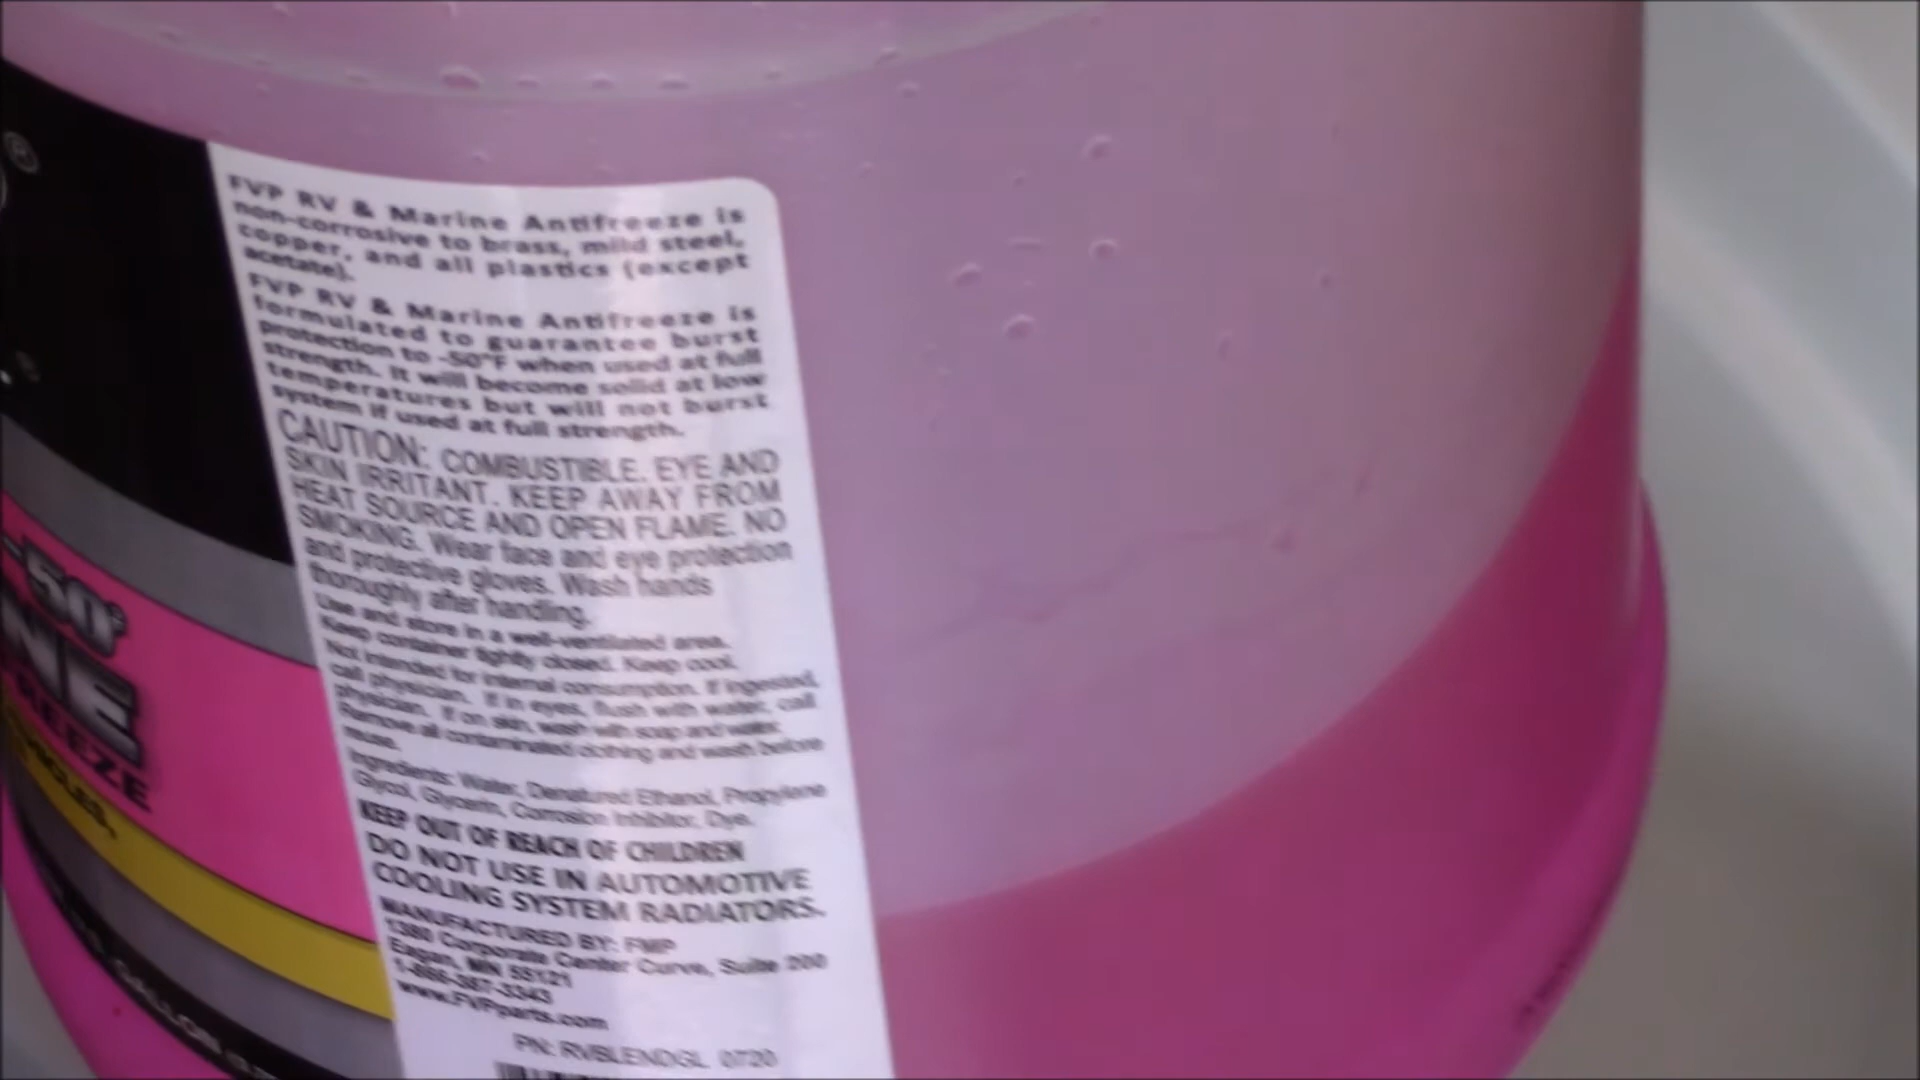 ®
FVP RV & Marine Antifreeze is
non-corrosive to brass, mild steel,
copper, and all plastics (except
acetate).
FVP RV & Marine Antifreeze is
formulated to guarantee burst
protection to -50°F when used at full
strength. It will become solid at low
temperatures but will not burst
system if used at full strength.
CAUTION: COMBUSTIBLE. EYE AND
SKIN IRRITANT. KEEP AWAY FROM
HEAT SOURCE AND OPEN FLAME. NO
SMOKING. Wear face and eye protection
and protective gloves. Wash hands
thoroughly after handling.
Use and store in a well-ventilated area.
Keep container tightly closed. Keep cool.
Not intended for internal consumption. If ingested,
call physician. If in eyes, flush with water, call
physician. If on skin, wash with soap and water.
Remove all contaminated clothing and wash before
reuse.
Ingredients: Water, Denatured Ethanol, Propylene
Glycol, Glycerin, Corrosion Inhibitor, Dye.
KEEP OUT OF REACH OF CHILDREN
DO NOT USE IN AUTOMOTIVE
COOLING SYSTEM RADIATORS.
MANUFACTURED BY: FMP
1380 Corporate Center Curve, Suite 200
Eagan, MN 55121
1-866-387-3343
www.FVPparts.com
PN: RVBLENDGL 0720
-50°
NE
REEZE
GALLON